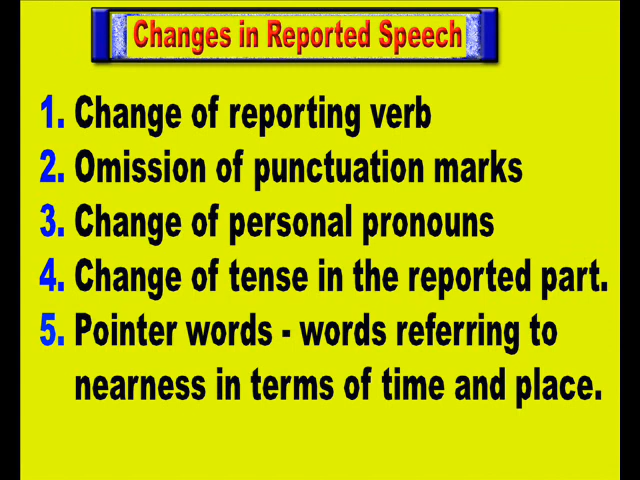 Changes in Reported Speech
1. Change of reporting verb
2. Omission of punctuation marks
3. Change of personal pronouns
4. Change of tense in the reported part.
5. Pointer words - words referring to
nearness in terms of time and place.